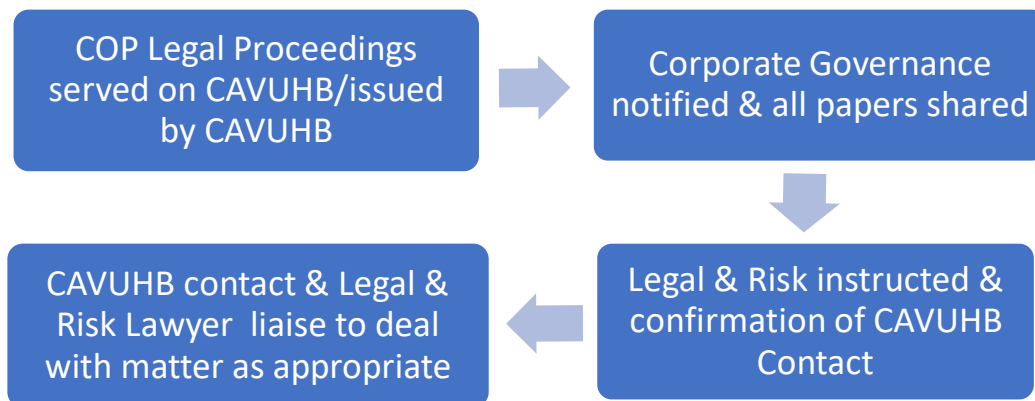 COP Legal Proceedings
served on CAVUHB/issued
by CAVUHB
Corporate Governance
notified & all papers shared
Legal & Risk instructed &
confirmation of CAVUHB
Contact
CAVUHB contact & Legal &
Risk Lawyer liaise to deal
with matter as appropriate